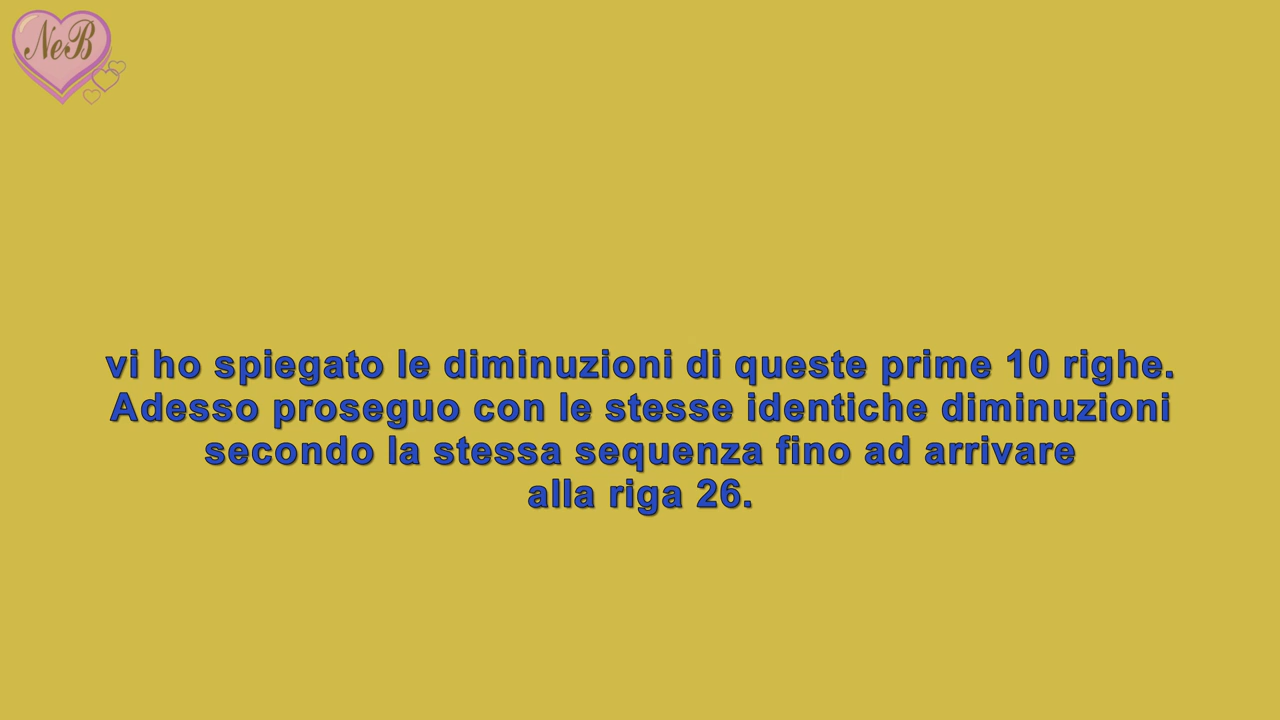 NeB
vi ho spiegato le diminuzioni di queste prime 10 righe.
Adesso proseguo con le stesse identiche diminuzioni
secondo la stessa sequenza fino ad arrivare
alla riga 26.